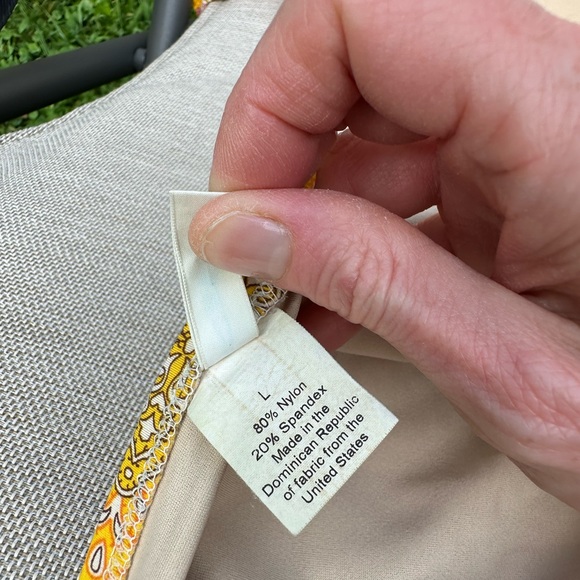 L
80% Nylon
20% Spandex
Made in the
Dominican Republic
of fabric from the
United States